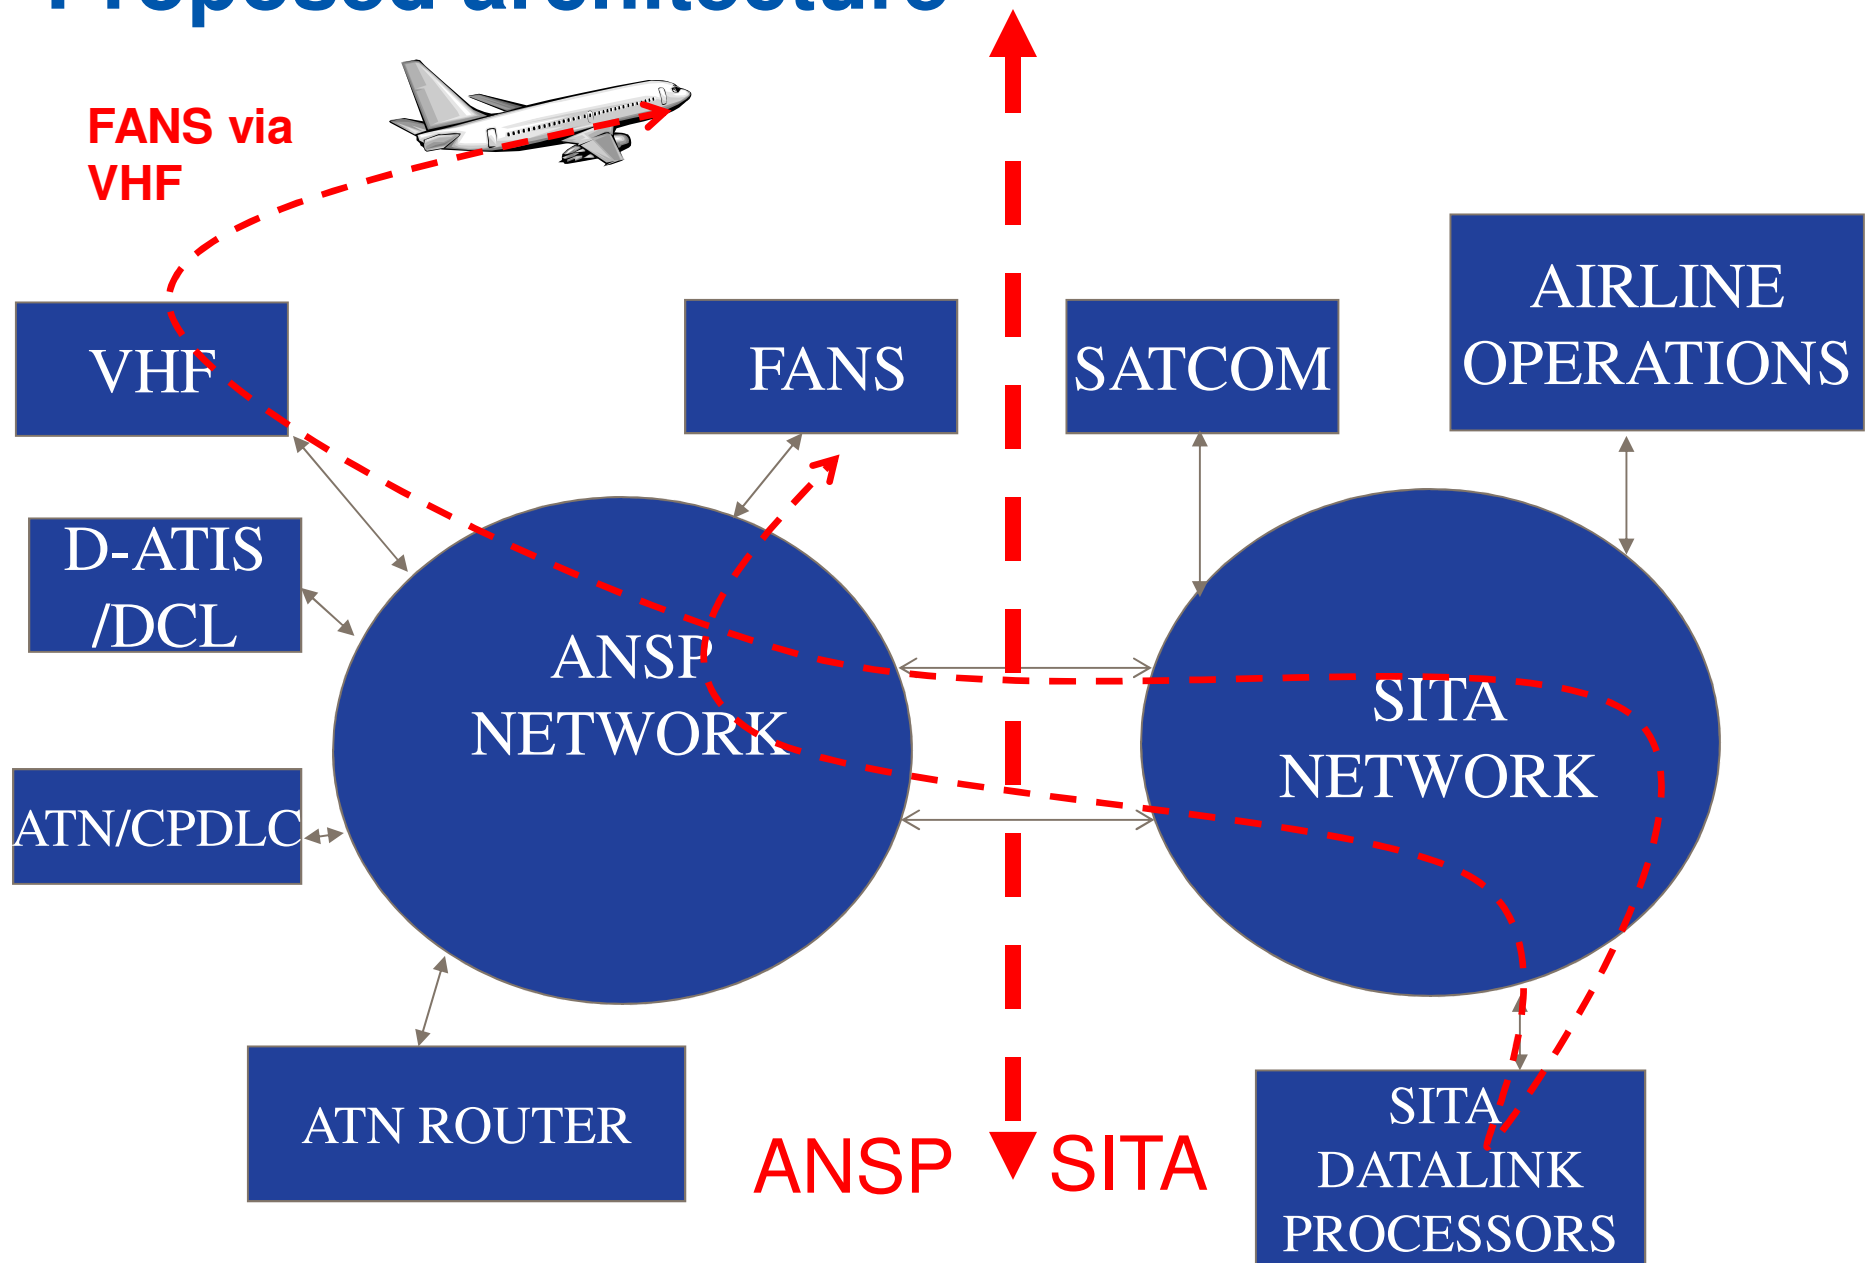 Proposed architecture
FANS via
VHF
VHF
FANS
SATCOM
AIRLINE
OPERATIONS
D-ATIS
/DCL
ANSP
NETWORK
SITA
NETWORK
ATN/CPDLC
ATN ROUTER
ANSP
SITA
SITA
DATALINK
PROCESSORS